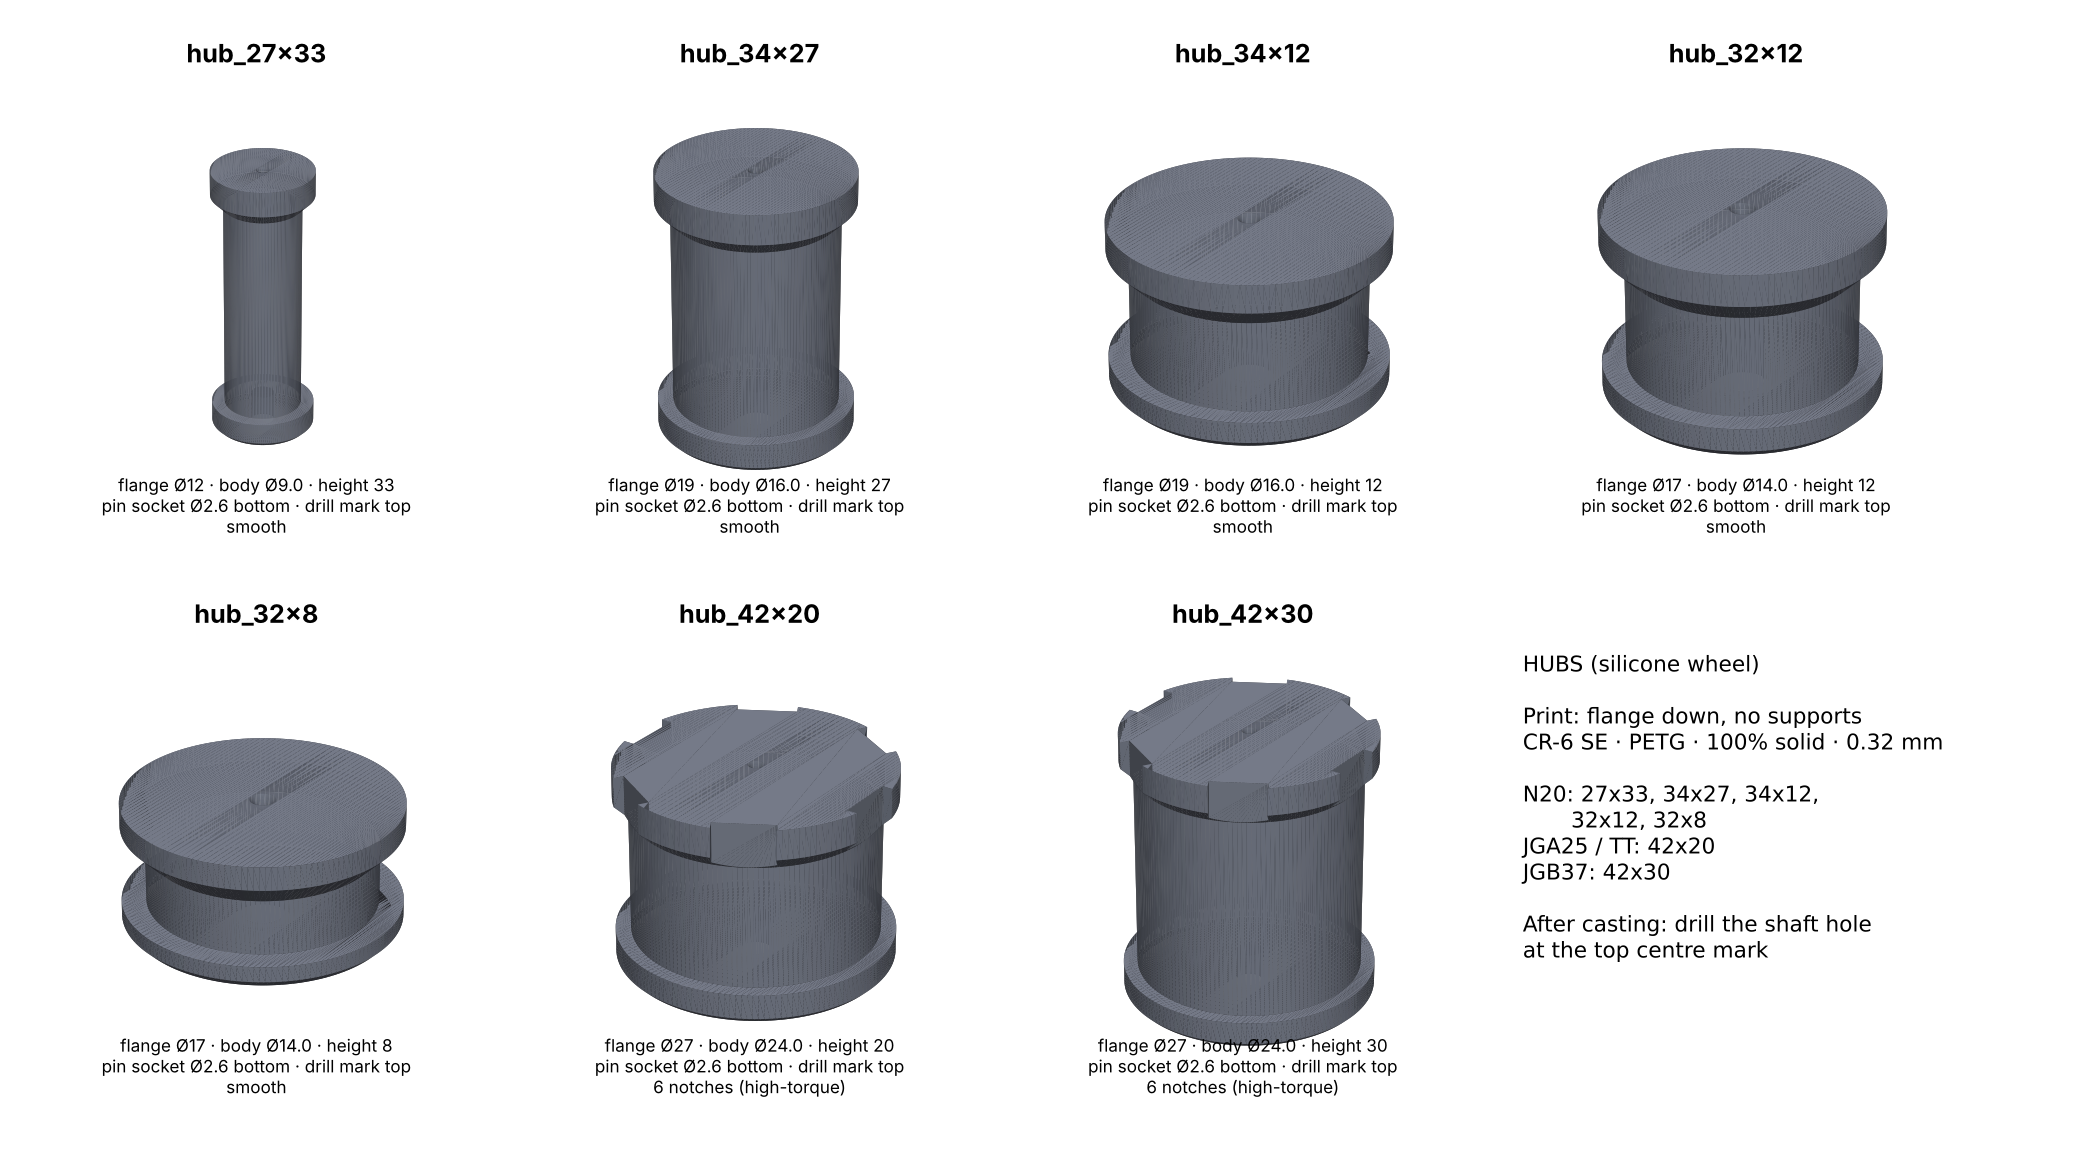 hub_27×33
flange Ø12 · body Ø9.0 · height 33
pin socket Ø2.6 bottom · drill mark top
smooth
hub_34×27
flange Ø19 · body Ø16.0 · height 27
pin socket Ø2.6 bottom · drill mark top
smooth
hub_34×12
flange Ø19 · body Ø16.0 · height 12
pin socket Ø2.6 bottom · drill mark top
smooth
hub_32×12
flange Ø17 · body Ø14.0 · height 12
pin socket Ø2.6 bottom · drill mark top
smooth
hub_32×8
flange Ø17 · body Ø14.0 · height 8
pin socket Ø2.6 bottom · drill mark top
smooth
hub_42×20
flange Ø27 · body Ø24.0 · height 20
pin socket Ø2.6 bottom · drill mark top
6 notches (high-torque)
hub_42×30
flange Ø27 · body Ø24.0 · height 30
pin socket Ø2.6 bottom · drill mark top
6 notches (high-torque)
HUBS (silicone wheel)
Print: flange down, no supports
CR-6 SE · PETG · 100% solid · 0.32 mm
N20: 27x33, 34x27, 34x12,
32x12, 32x8
JGA25 / TT: 42x20
JGB37: 42x30
After casting: drill the shaft hole
at the top centre mark